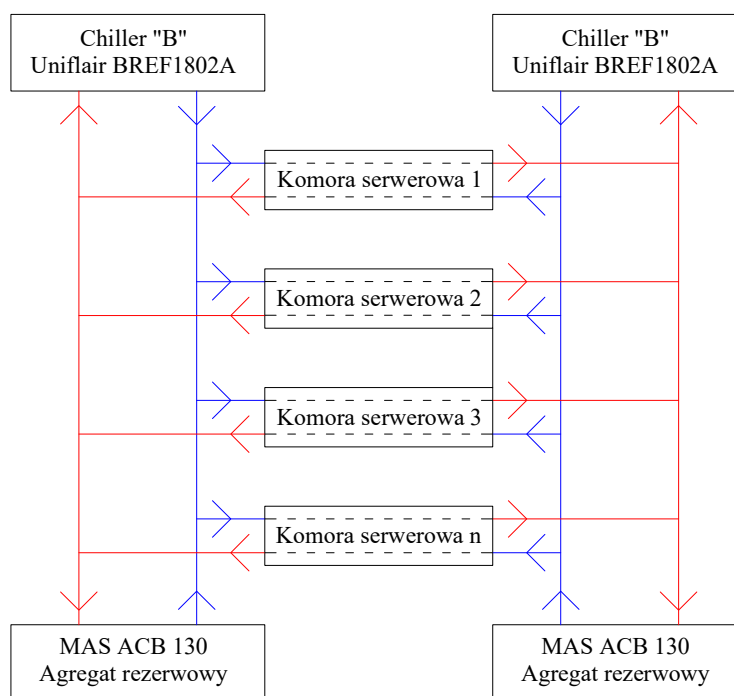 Chiller "B"
Uniflair BREF1802A
Chiller "B"
Uniflair BREF1802A
Komora serwerowa 1
Komora serwerowa 2
Komora serwerowa 3
Komora serwerowa n
MAS ACB 130
Agregat rezerwowy
MAS ACB 130
Agregat rezerwowy